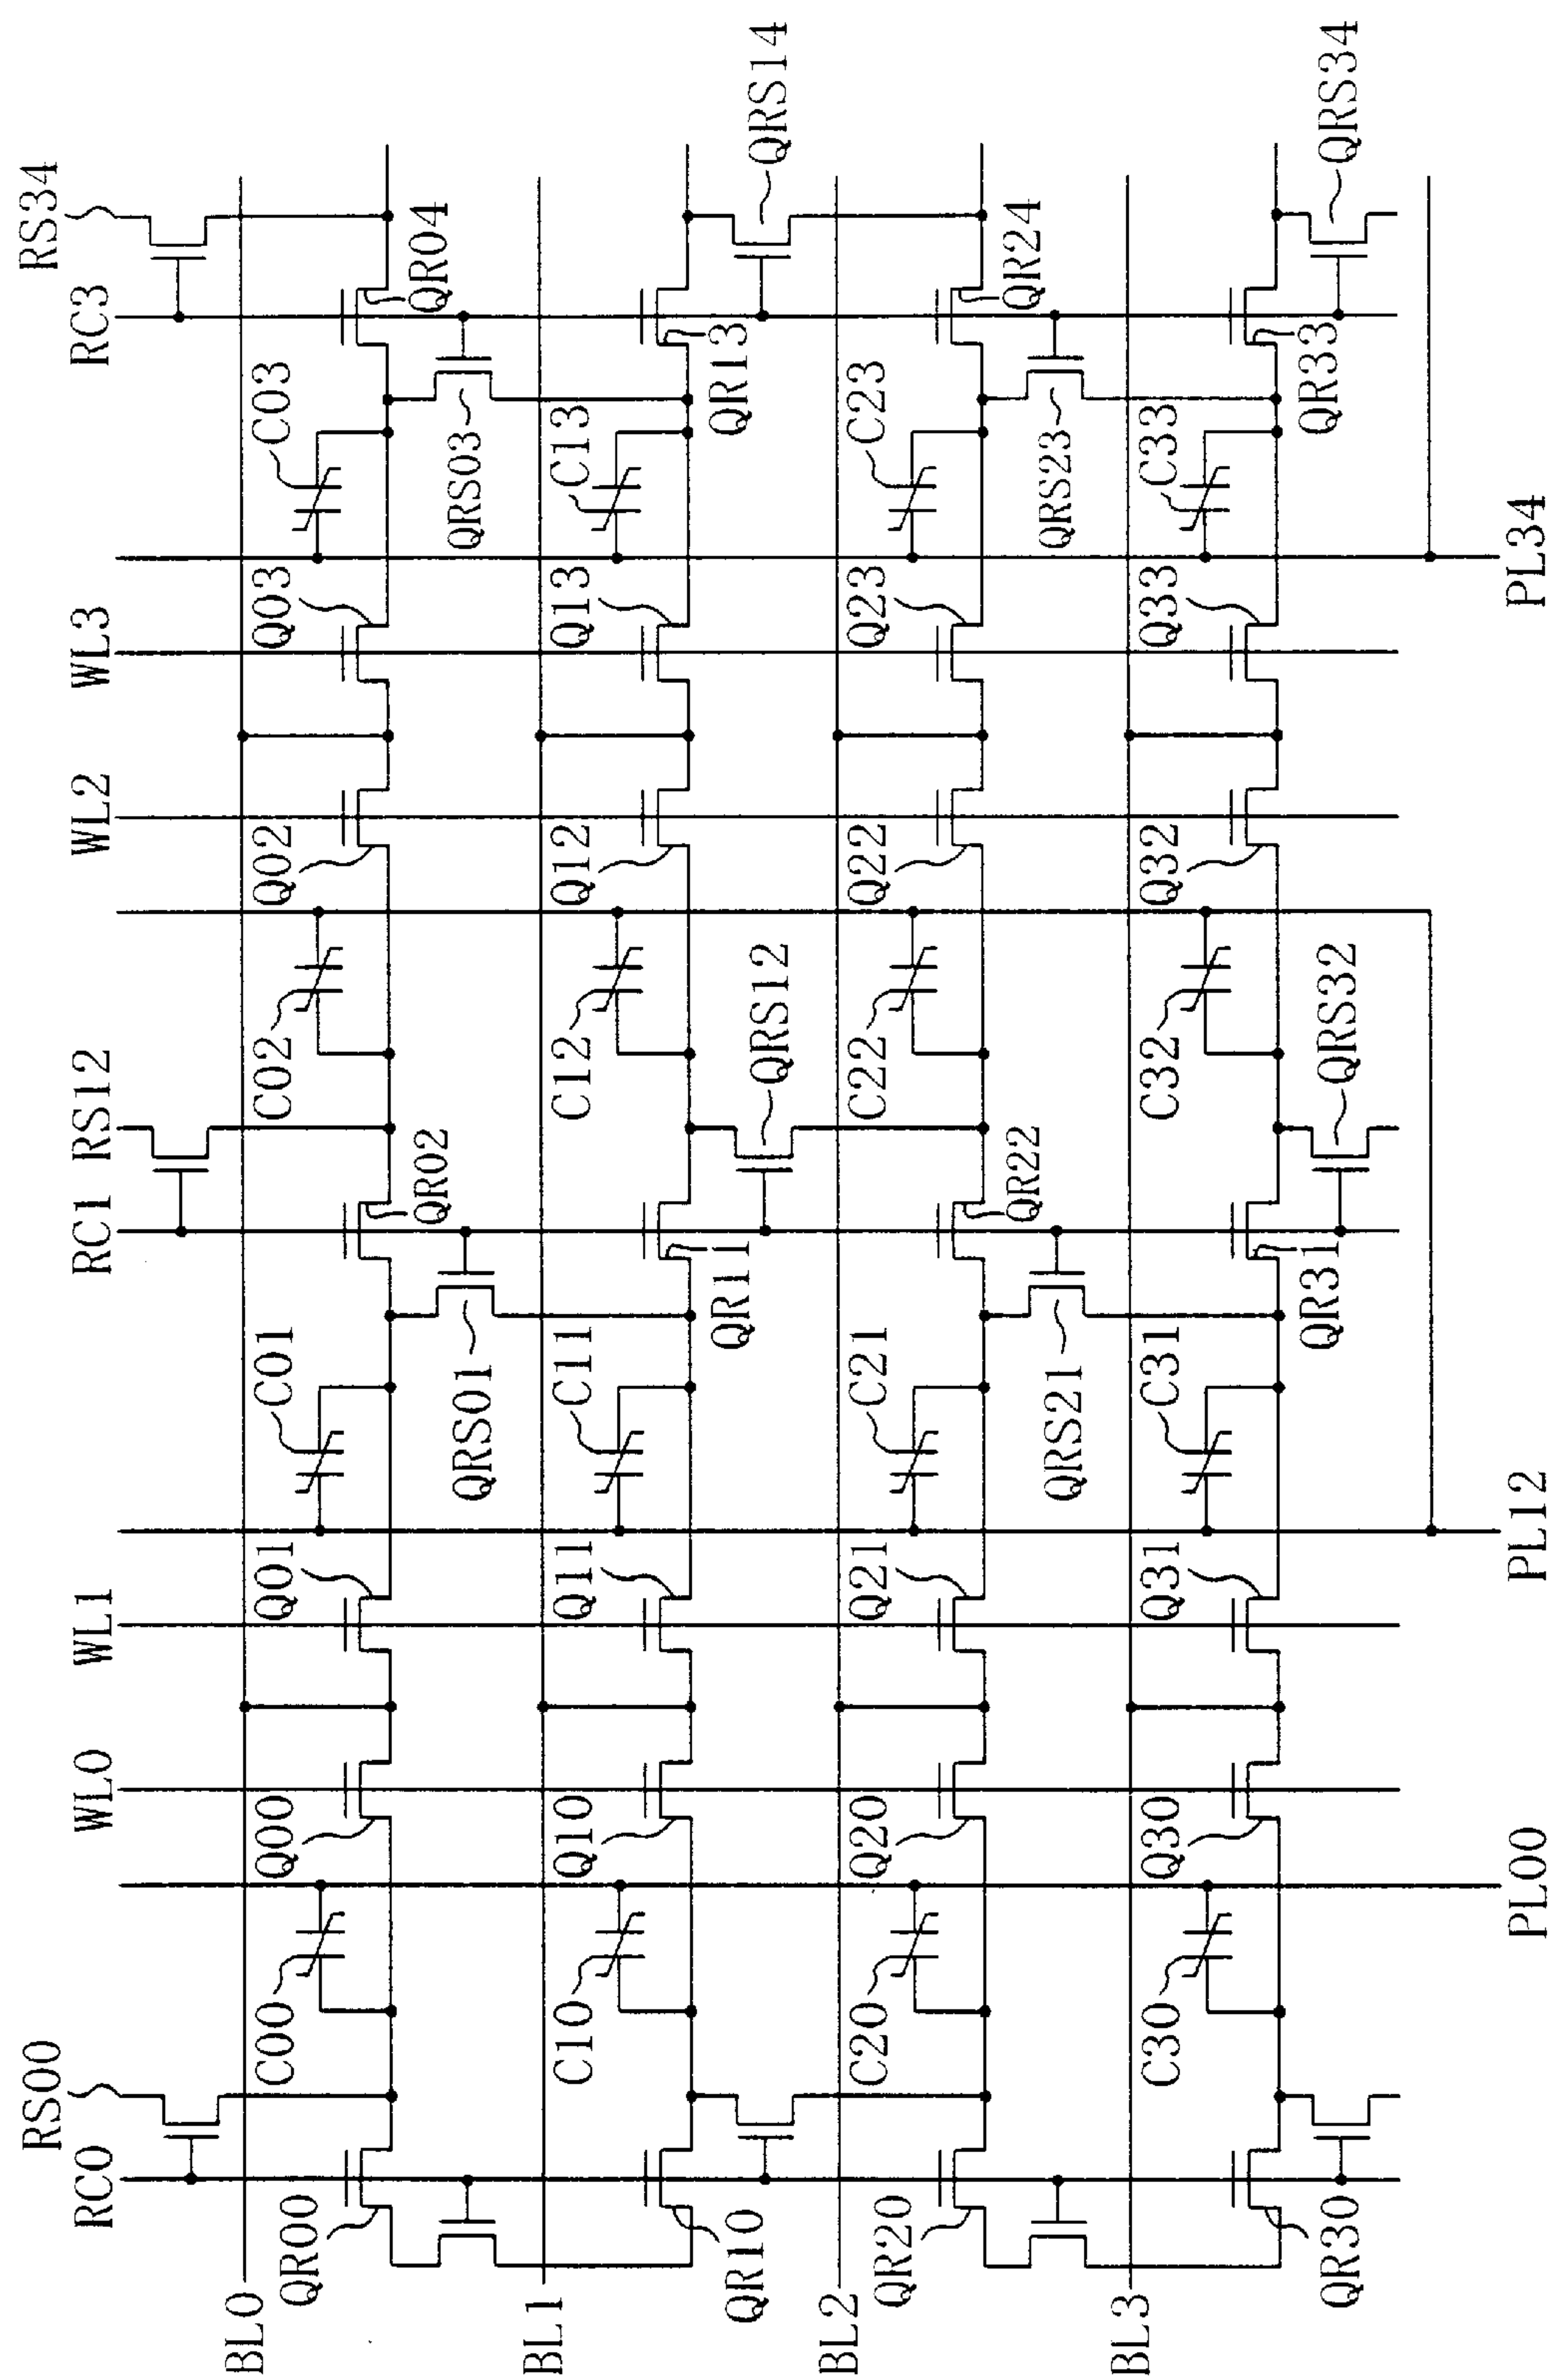 RS00
RS34
RC0
WL0
WL1
RC1
RS12
WL2
WL3
RC3
BL0
QR00
C00
Q00
Q01
C01
QR02
C02
Q02
Q03
C03
QR04
QRS01
QRS03
BL1
C10
Q10
Q11
C11
C12
Q12
Q13
C13
QR10
QR11
QRS12
QR13
QRS14
BL2
QR20
C20
Q20
Q21
C21
QR22
C22
Q22
Q23
C23
QR24
QRS21
QRS23
BL3
C30
Q30
Q31
C31
C32
Q32
Q33
C33
QR30
QR31
QRS32
QR33
QRS34
PL00
PL12
PL34